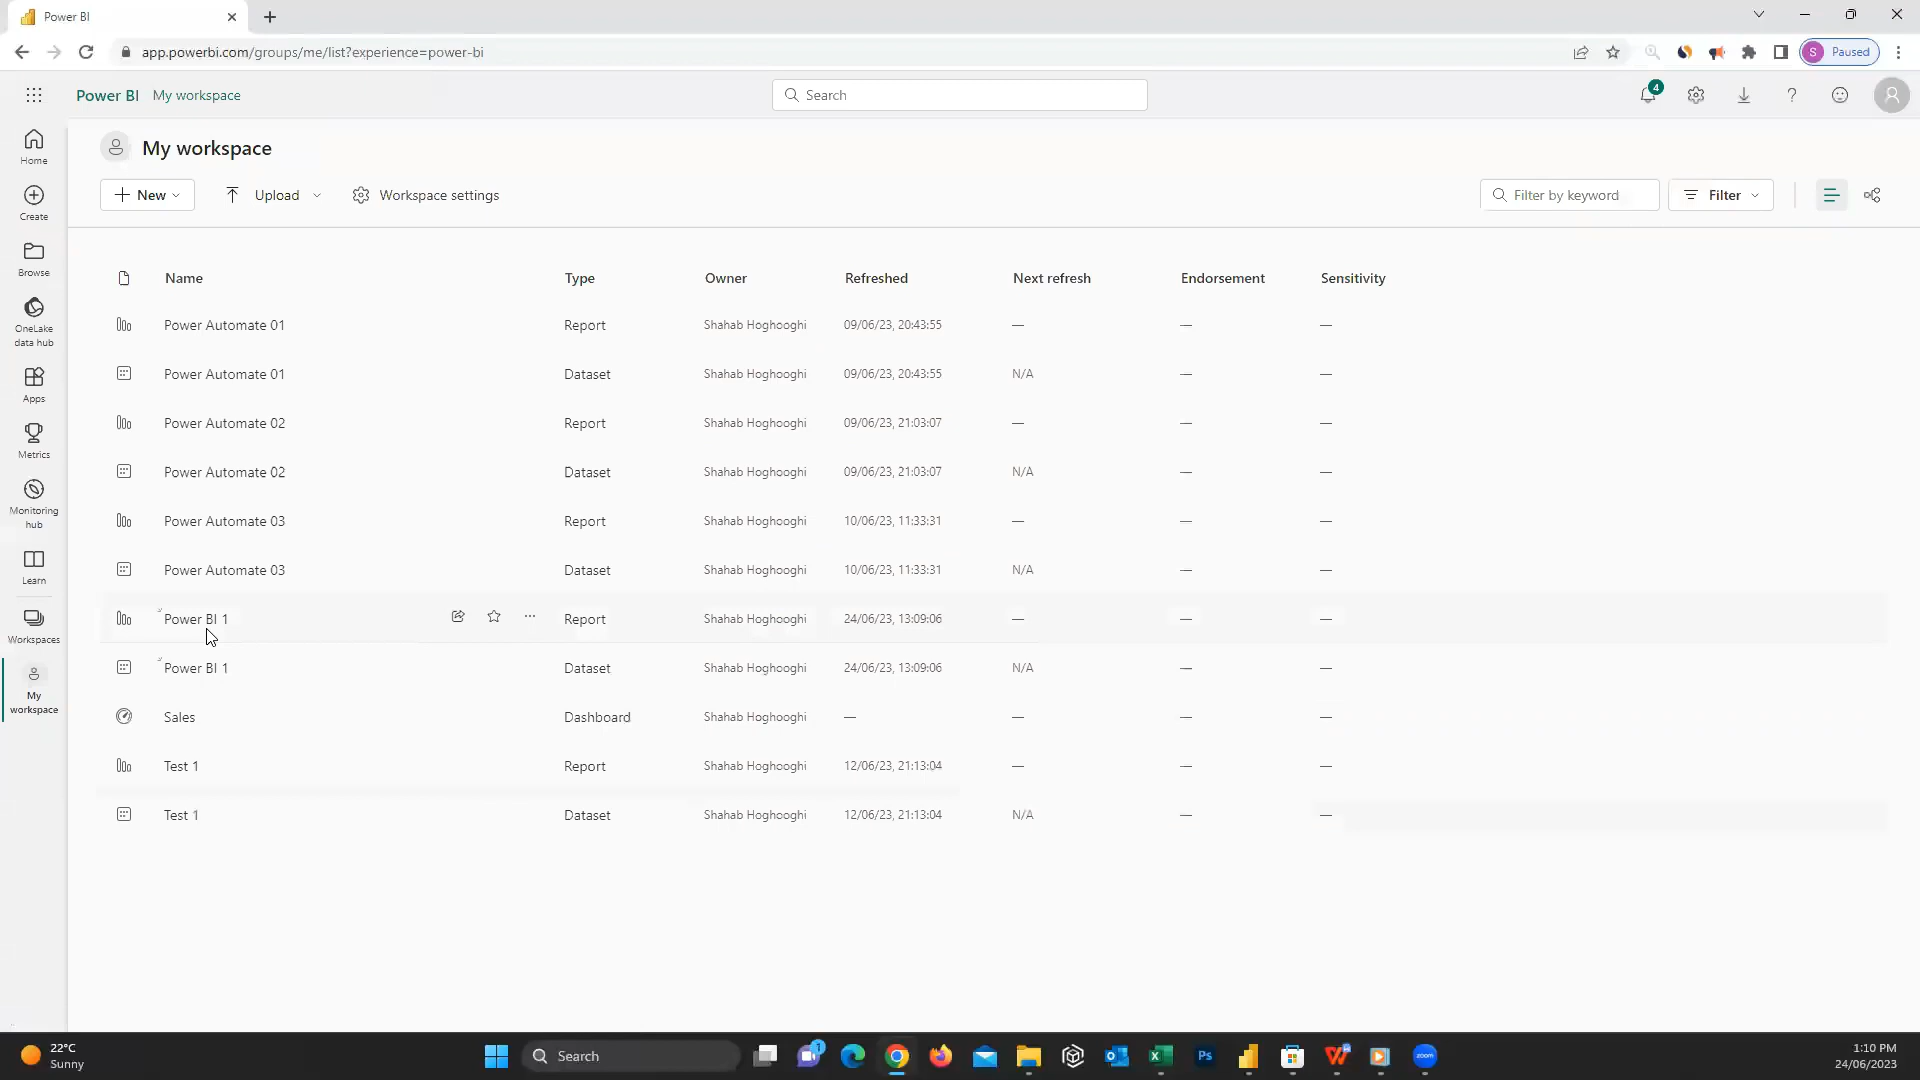 Power BI
app.powerbi.com/groups/me/list?experience=power-bi
S Paused
Power BI My workspace
Search
4
My workspace
New Upload Workspace settings
Filter by keyword Filter
Home
Create
Browse
OneLake
data hub
Apps
Metrics
Monitoring
hub
Learn
Workspaces
My
workspace
Name Type Owner Refreshed Next refresh Endorsement Sensitivity
Power Automate 01 Report Shahab Hoghooghi 09/06/23, 20:43:55 — — —
Power Automate 01 Dataset Shahab Hoghooghi 09/06/23, 20:43:55 N/A — —
Power Automate 02 Report Shahab Hoghooghi 09/06/23, 21:03:07 — — —
Power Automate 02 Dataset Shahab Hoghooghi 09/06/23, 21:03:07 N/A — —
Power Automate 03 Report Shahab Hoghooghi 10/06/23, 11:33:31 — — —
Power Automate 03 Dataset Shahab Hoghooghi 10/06/23, 11:33:31 N/A — —
Power BI 1 Report Shahab Hoghooghi 24/06/23, 13:09:06 — — —
Power BI 1 Dataset Shahab Hoghooghi 24/06/23, 13:09:06 N/A — —
Sales Dashboard Shahab Hoghooghi — — — —
Test 1 Report Shahab Hoghooghi 12/06/23, 21:13:04 — — —
Test 1 Dataset Shahab Hoghooghi 12/06/23, 21:13:04 N/A — —
22°C
Sunny
Search
1
Ps
zoom
1:10 PM
24/06/2023